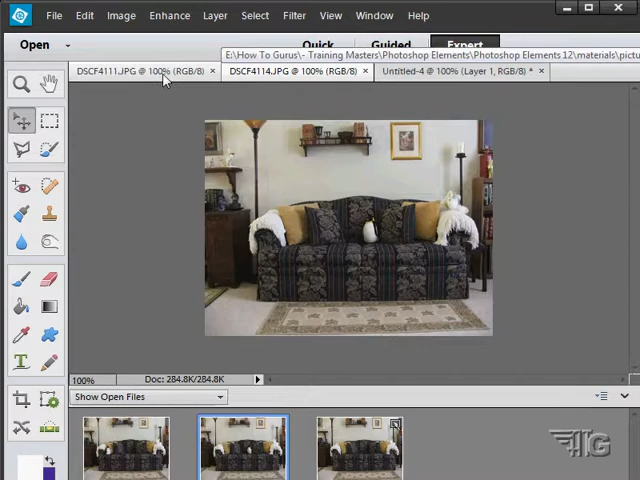 File Edit Image Enhance Layer Select Filter View Window Help
Open Quick Guided Expert
E:\How To Gurus\- Training Masters\Photoshop Elements\Photoshop Elements 12\materials\pictu
DSCF4111.JPG @ 100% (RGB/8) × DSCF4114.JPG @ 100% (RGB/8) × Untitled-4 @ 100% (Layer 1, RGB/8) * ×
100% Doc: 284.8K/284.8K
Show Open Files
HG